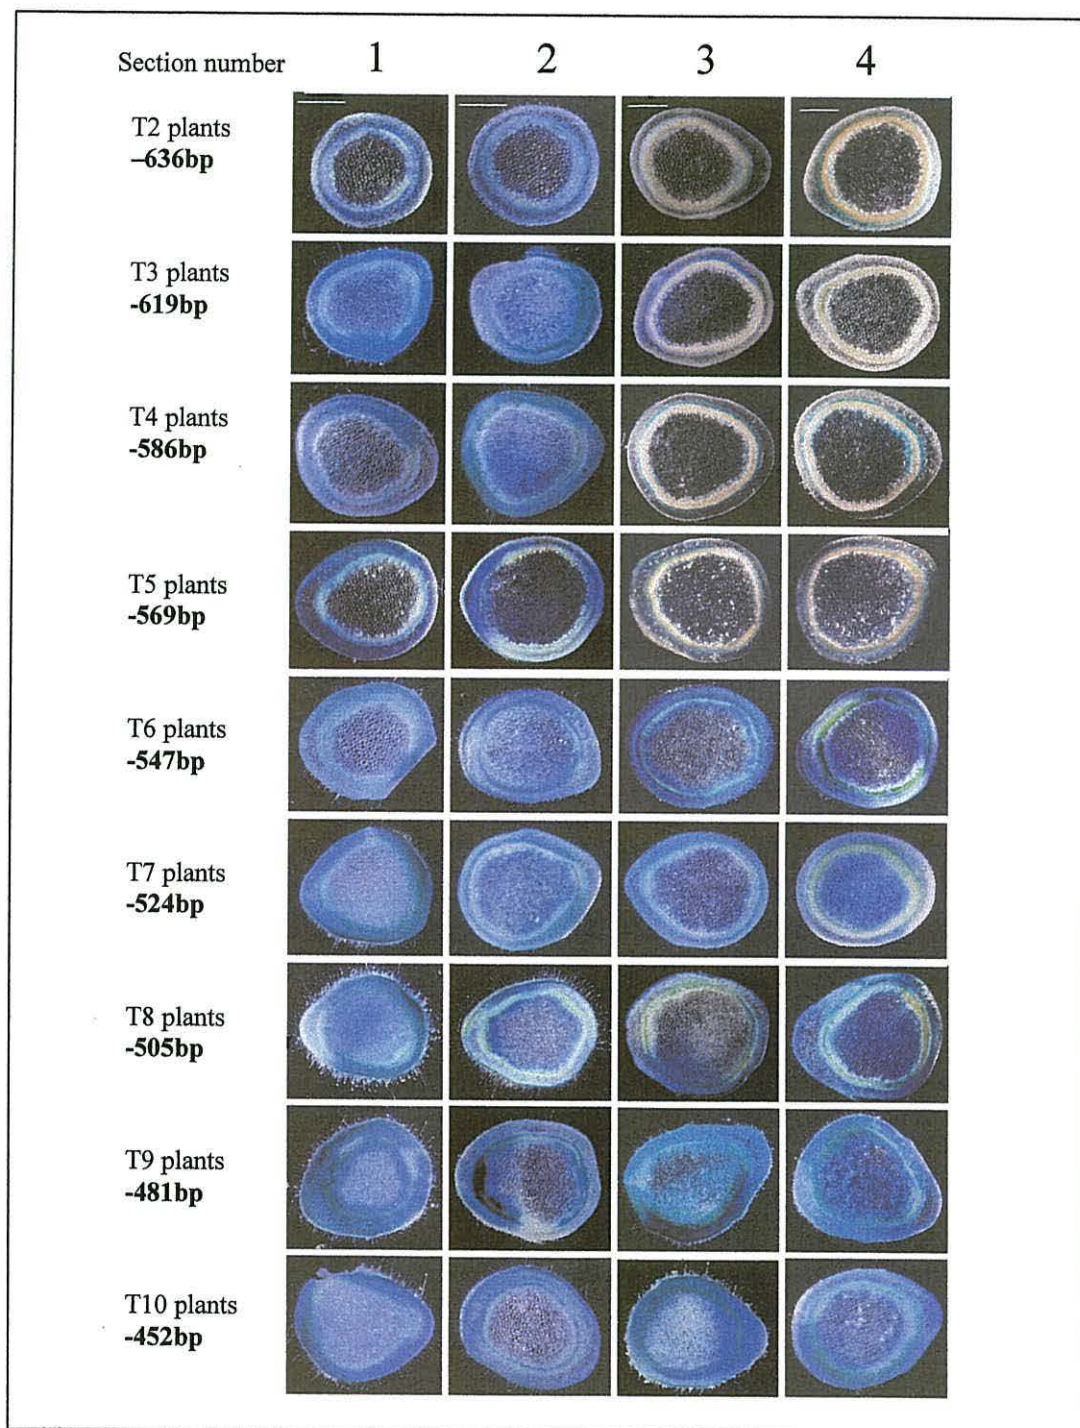 Section number 1 2 3 4
T2 plants
–636bp
T3 plants
-619bp
T4 plants
-586bp
T5 plants
-569bp
T6 plants
-547bp
T7 plants
-524bp
T8 plants
-505bp
T9 plants
-481bp
T10 plants
-452bp